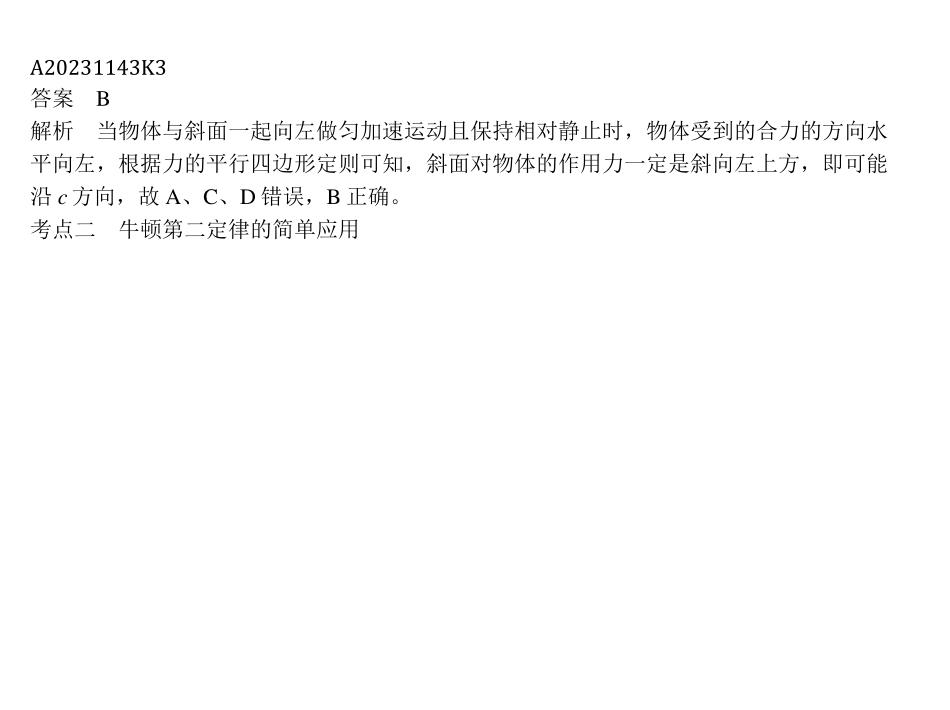 A20231143K3
答案　B
解析　当物体与斜面一起向左做匀加速运动且保持相对静止时，物体受到的合力的方向水
平向左，根据力的平行四边形定则可知，斜面对物体的作用力一定是斜向左上方，即可能
沿 c 方向，故 A、C、D 错误，B 正确。
考点二　牛顿第二定律的简单应用